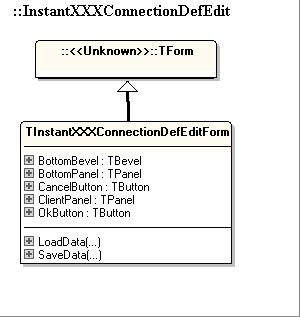 ::InstantXXXConnectionDefEdit
::<<Unknown>>::TForm
TInstantXXXConnectionDefEditForm
BottomBevel : TBevel
BottomPanel : TPanel
CancelButton : TButton
ClientPanel : TPanel
OkButton : TButton
LoadData(...)
SaveData(...)